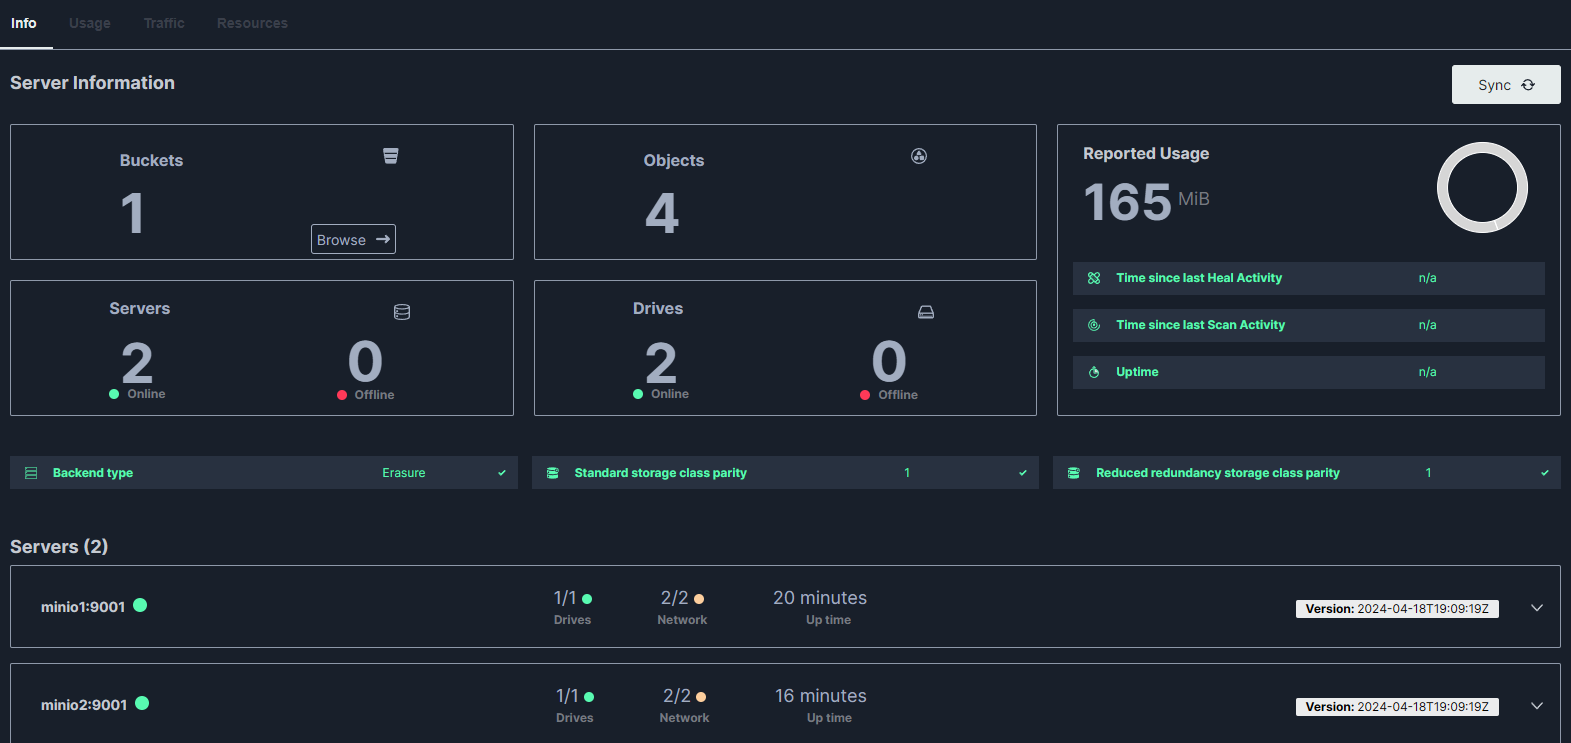 Info Usage Traffic Resources
Server Information
Sync
Buckets
1
Browse
Objects
4
Reported Usage
165 MiB
Time since last Heal Activity n/a
Time since last Scan Activity n/a
Uptime n/a
Servers
2 0
Online Offline
Drives
2 0
Online Offline
Backend type Erasure
Standard storage class parity 1
Reduced redundancy storage class parity 1
Servers (2)
minio1:9001
1/1 2/2 20 minutes
Drives Network Up time
Version: 2024-04-18T19:09:19Z
minio2:9001
1/1 2/2 16 minutes
Drives Network Up time
Version: 2024-04-18T19:09:19Z